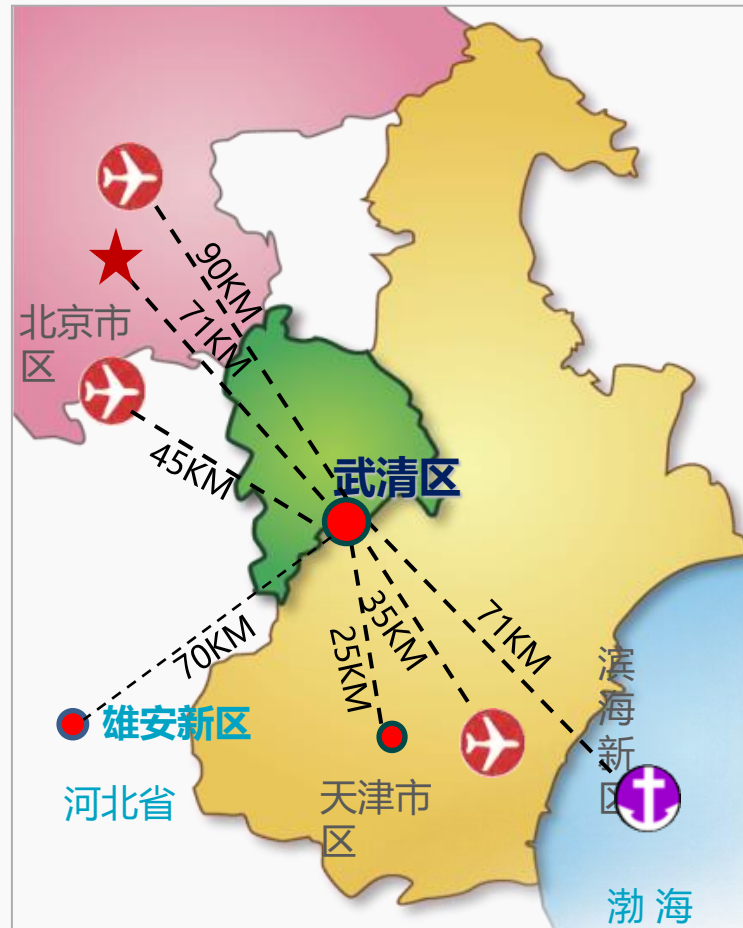 90KM
71KM
北京市
区
45KM
武清区
70KM
25KM
35KM
71KM
滨
海
新
区
雄安新区
河北省
天津市
区
渤 海